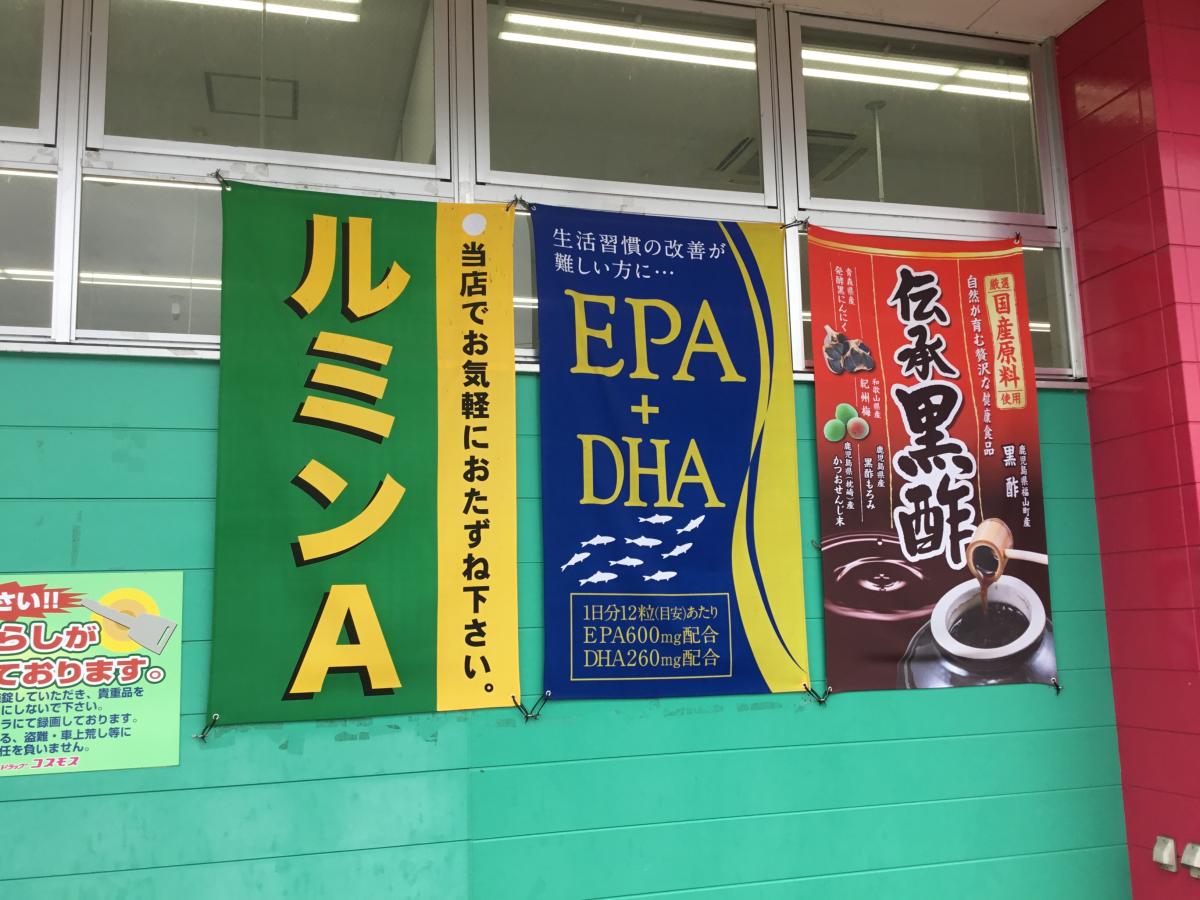 ルミンA
当店でお気軽におたずね下さい。
生活習慣の改善が
難しい方に…
EPA
+
DHA
1日分12粒(目安)あたり
EPA600mg配合
DHA260mg配合
厳選
国産原料
使用
自然が育む贅沢な健康食品
伝承黒酢
青森県産
発酵黒にんにく
和歌山県産
紀州梅
鹿児島県産
黒酢もろみ
鹿児島県(枕崎)産
かつおせんじ末
鹿児島県福山町産
黒酢
さい!!
らしが
ております。
錠していただき、貴重品を
にしないで下さい。
ラにて録画しております。
る、盗難・車上荒し等に
任を負いません。
ドラッグ コスモス